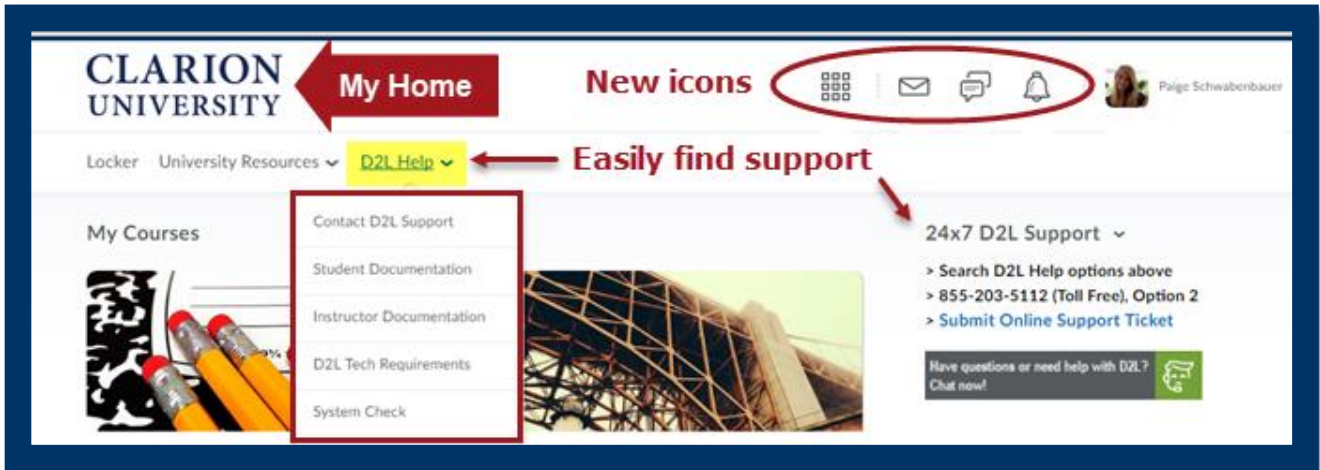 CLARION
UNIVERSITY
My Home
New icons
Paige Schwabenbauer
Locker University Resources D2L Help
Easily find support
My Courses
Contact D2L Support
Student Documentation
Instructor Documentation
D2L Tech Requirements
System Check
24x7 D2L Support
> Search D2L Help options above
> 855-203-5112 (Toll Free), Option 2
> Submit Online Support Ticket
Have questions or need help with D2L?
Chat now!